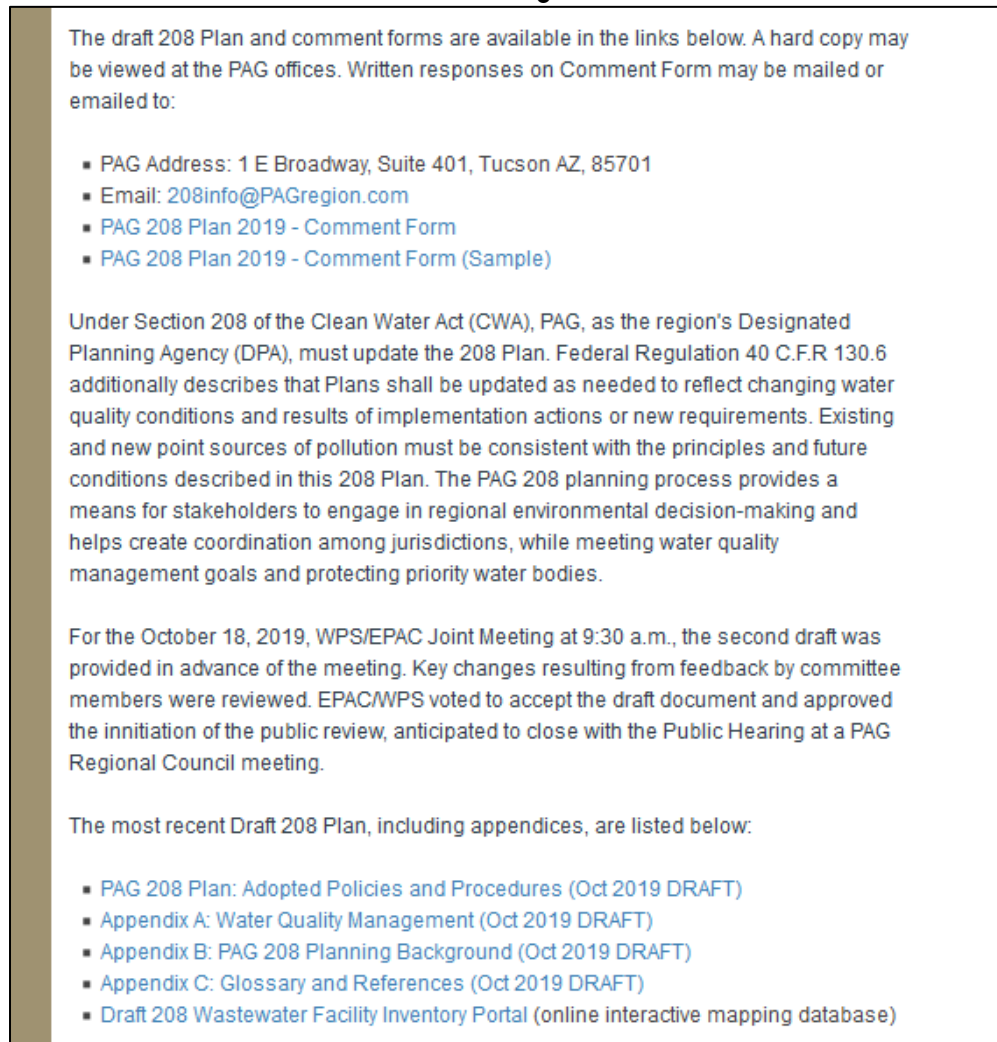 The draft 208 Plan and comment forms are available in the links below. A hard copy may
be viewed at the PAG offices. Written responses on Comment Form may be mailed or
emailed to:
▪ PAG Address: 1 E Broadway, Suite 401, Tucson AZ, 85701
▪ Email: 208info@PAGregion.com
▪ PAG 208 Plan 2019 - Comment Form
▪ PAG 208 Plan 2019 - Comment Form (Sample)
Under Section 208 of the Clean Water Act (CWA), PAG, as the region's Designated
Planning Agency (DPA), must update the 208 Plan. Federal Regulation 40 C.F.R 130.6
additionally describes that Plans shall be updated as needed to reflect changing water
quality conditions and results of implementation actions or new requirements. Existing
and new point sources of pollution must be consistent with the principles and future
conditions described in this 208 Plan. The PAG 208 planning process provides a
means for stakeholders to engage in regional environmental decision-making and
helps create coordination among jurisdictions, while meeting water quality
management goals and protecting priority water bodies.
For the October 18, 2019, WPS/EPAC Joint Meeting at 9:30 a.m., the second draft was
provided in advance of the meeting. Key changes resulting from feedback by committee
members were reviewed. EPAC/WPS voted to accept the draft document and approved
the innitiation of the public review, anticipated to close with the Public Hearing at a PAG
Regional Council meeting.
The most recent Draft 208 Plan, including appendices, are listed below:
▪ PAG 208 Plan: Adopted Policies and Procedures (Oct 2019 DRAFT)
▪ Appendix A: Water Quality Management (Oct 2019 DRAFT)
▪ Appendix B: PAG 208 Planning Background (Oct 2019 DRAFT)
▪ Appendix C: Glossary and References (Oct 2019 DRAFT)
▪ Draft 208 Wastewater Facility Inventory Portal (online interactive mapping database)